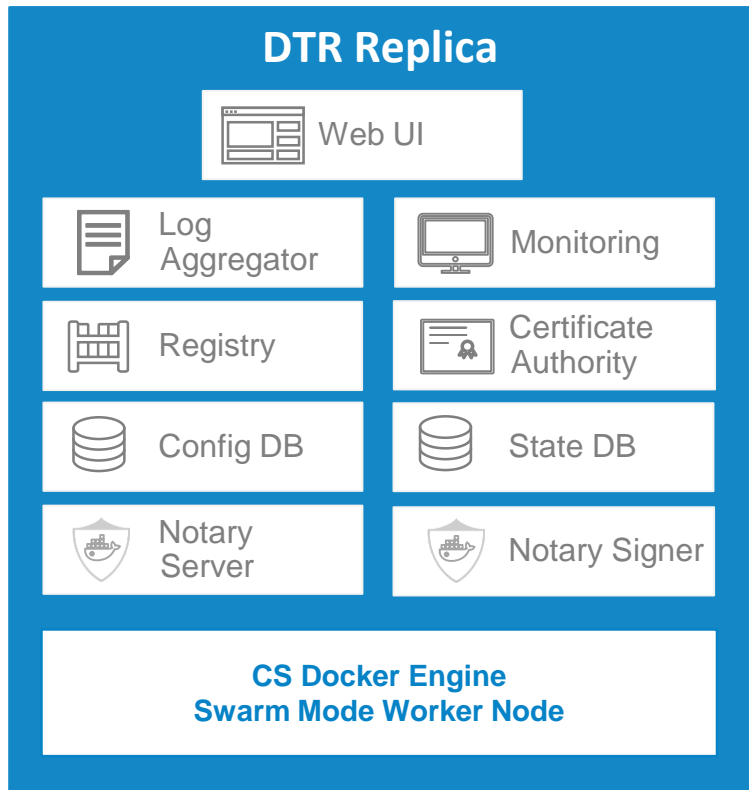 DTR Replica
Web UI
Log
Aggregator
Monitoring
Registry
Certificate
Authority
Config DB
State DB
Notary
Server
Notary Signer
CS Docker Engine
Swarm Mode Worker Node